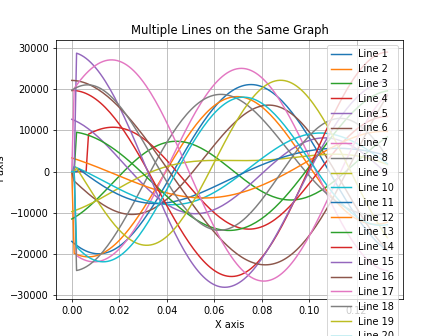 Multiple Lines on the Same Graph
30000
20000
10000
0
−10000
−20000
−30000
0.00
0.02
0.04
0.06
0.08
0.10
X axis
Line 1
Line 2
Line 3
Line 4
Line 5
Line 6
Line 7
Line 8
Line 9
Line 10
Line 11
Line 12
Line 13
Line 14
Line 15
Line 16
Line 17
Line 18
Line 19
Line 20